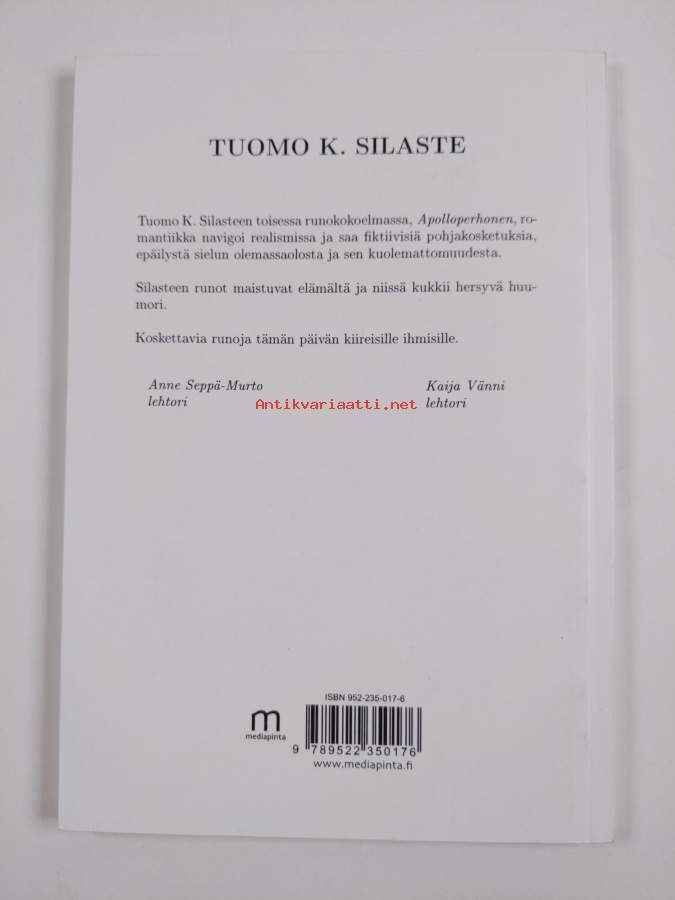 TUOMO K. SILASTE
Tuomo K. Silasteen toisessa runokokoelmassa, Apolloperhonen, ro-
mantiikka navigoi realismissa ja saa fiktiivisiä pohjakosketuksia,
epäilystä sielun olemassaolosta ja sen kuolemattomuudesta.
Silasteen runot maistuvat elämältä ja niissä kukkii hersyvä huu-
mori.
Koskettavia runoja tämän päivän kiireisille ihmisille.
Anne Seppä-Murto
lehtori
Kaija Vänni
lehtori
Antikvariaatti.net
ISBN 952-235-017-6
m
mediapinta
9 789522 350176
www.mediapinta.fi